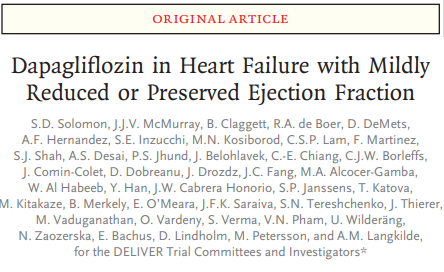 ORIGINAL ARTICLE
Dapagliflozin in Heart Failure with Mildly
Reduced or Preserved Ejection Fraction
S.D. Solomon, J.J.V. McMurray, B. Claggett, R.A. de Boer, D. DeMets,
A.F. Hernandez, S.E. Inzucchi, M.N. Kosiborod, C.S.P. Lam, F. Martinez,
S.J. Shah, A.S. Desai, P.S. Jhund, J. Belohlavek, C.-E. Chiang, C.J.W. Borleffs,
J. Comin-Colet, D. Dobreanu, J. Drozdz, J.C. Fang, M.A. Alcocer-Gamba,
W. Al Habeeb, Y. Han, J.W. Cabrera Honorio, S.P. Janssens, T. Katova,
M. Kitakaze, B. Merkely, E. O'Meara, J.F.K. Saraiva, S.N. Tereshchenko, J. Thierer,
M. Vaduganathan, O. Vardeny, S. Verma, V.N. Pham, U. Wilderäng,
N. Zaozerska, E. Bachus, D. Lindholm, M. Petersson, and A.M. Langkilde,
for the DELIVER Trial Committees and Investigators*